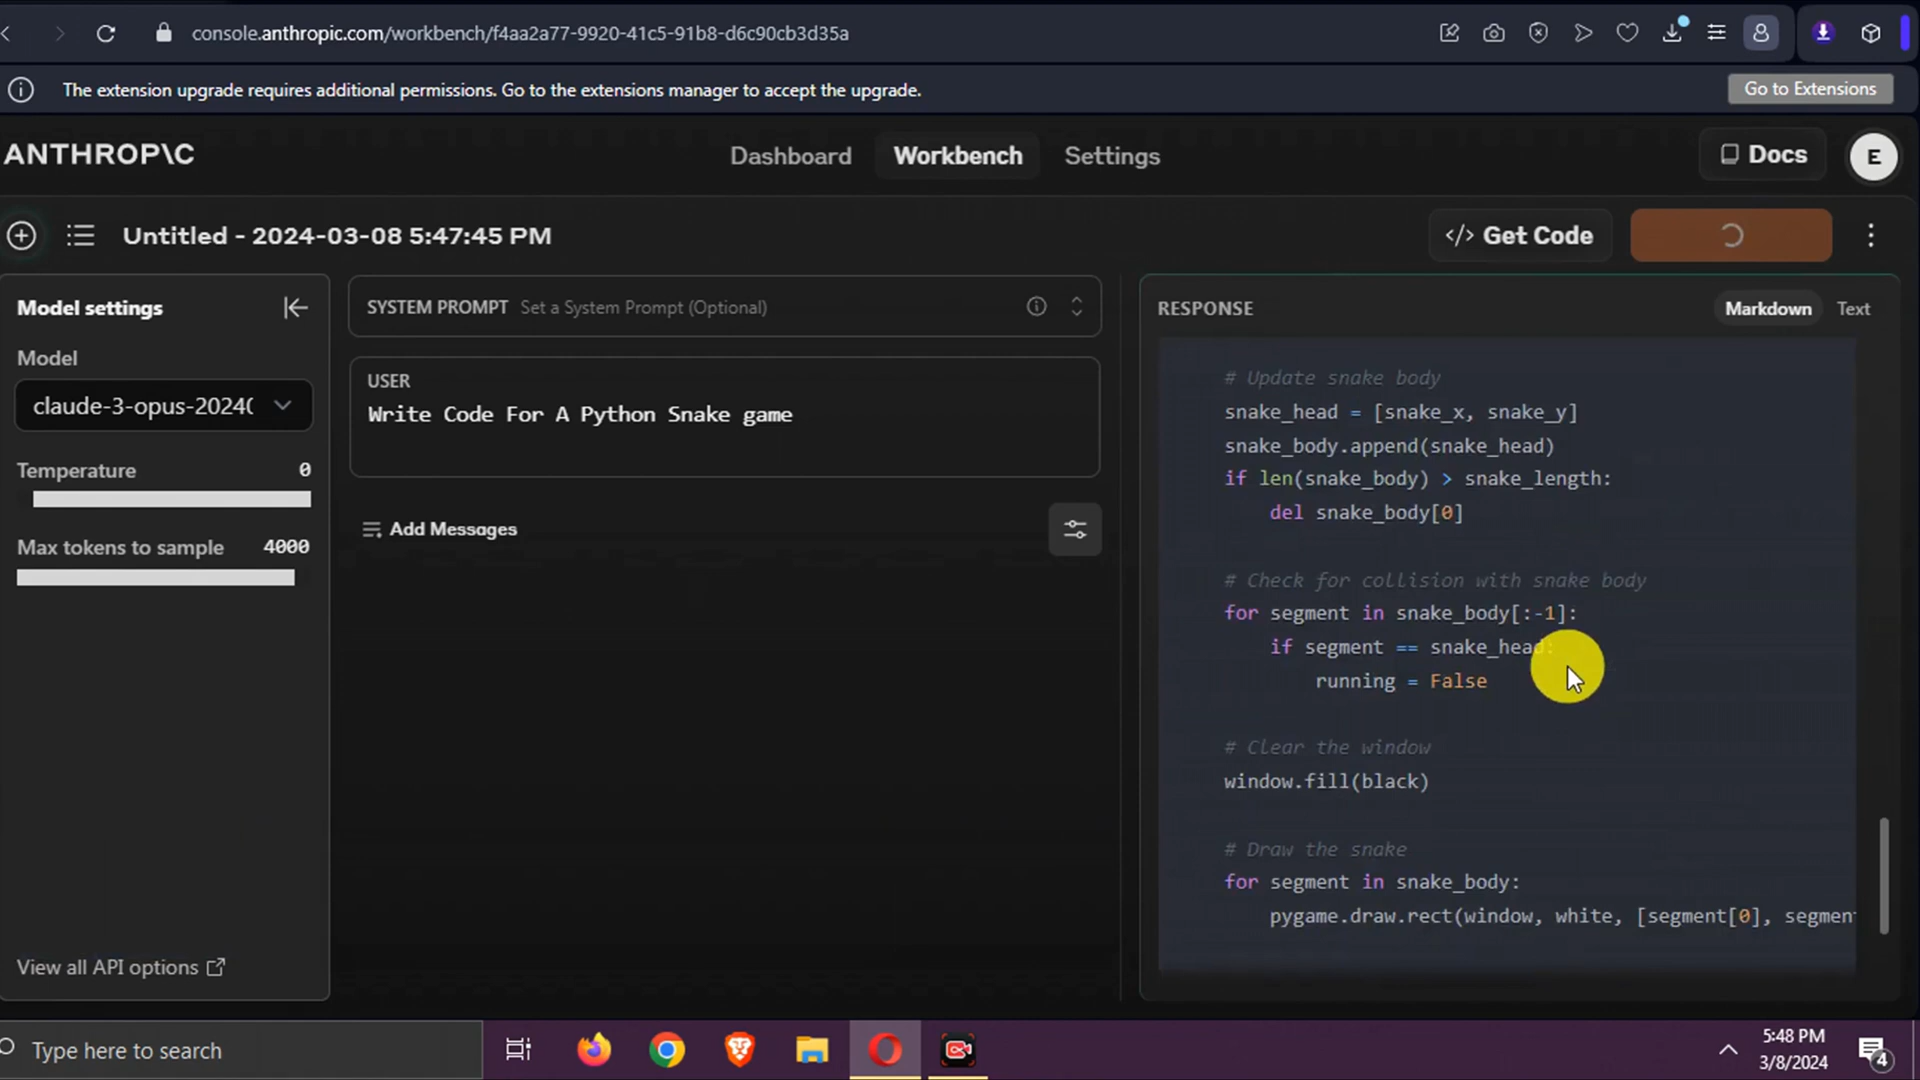 console.anthropic.com/workbench/f4aa2a77-9920-41c5-91b8-d6c90cb3d35a
The extension upgrade requires additional permissions. Go to the extensions manager to accept the upgrade.
Go to Extensions
ANTHROP\C
Dashboard
Workbench
Settings
Docs
E
Untitled - 2024-03-08 5:47:45 PM
</> Get Code
Model settings
Model
claude-3-opus-20240
Temperature 0
Max tokens to sample 4000
View all API options
SYSTEM PROMPT Set a System Prompt (Optional)
USER
Write Code For A Python Snake game
Add Messages
RESPONSE
Markdown
Text
# Update snake body
snake_head = [snake_x, snake_y]
snake_body.append(snake_head)
if len(snake_body) > snake_length:
del snake_body[0]
# Check for collision with snake body
for segment in snake_body[:-1]:
if segment == snake_head:
running = False
# Clear the window
window.fill(black)
# Draw the snake
for segment in snake_body:
pygame.draw.rect(window, white, [segment[0], segmen
Type here to search
5:48 PM
3/8/2024
4